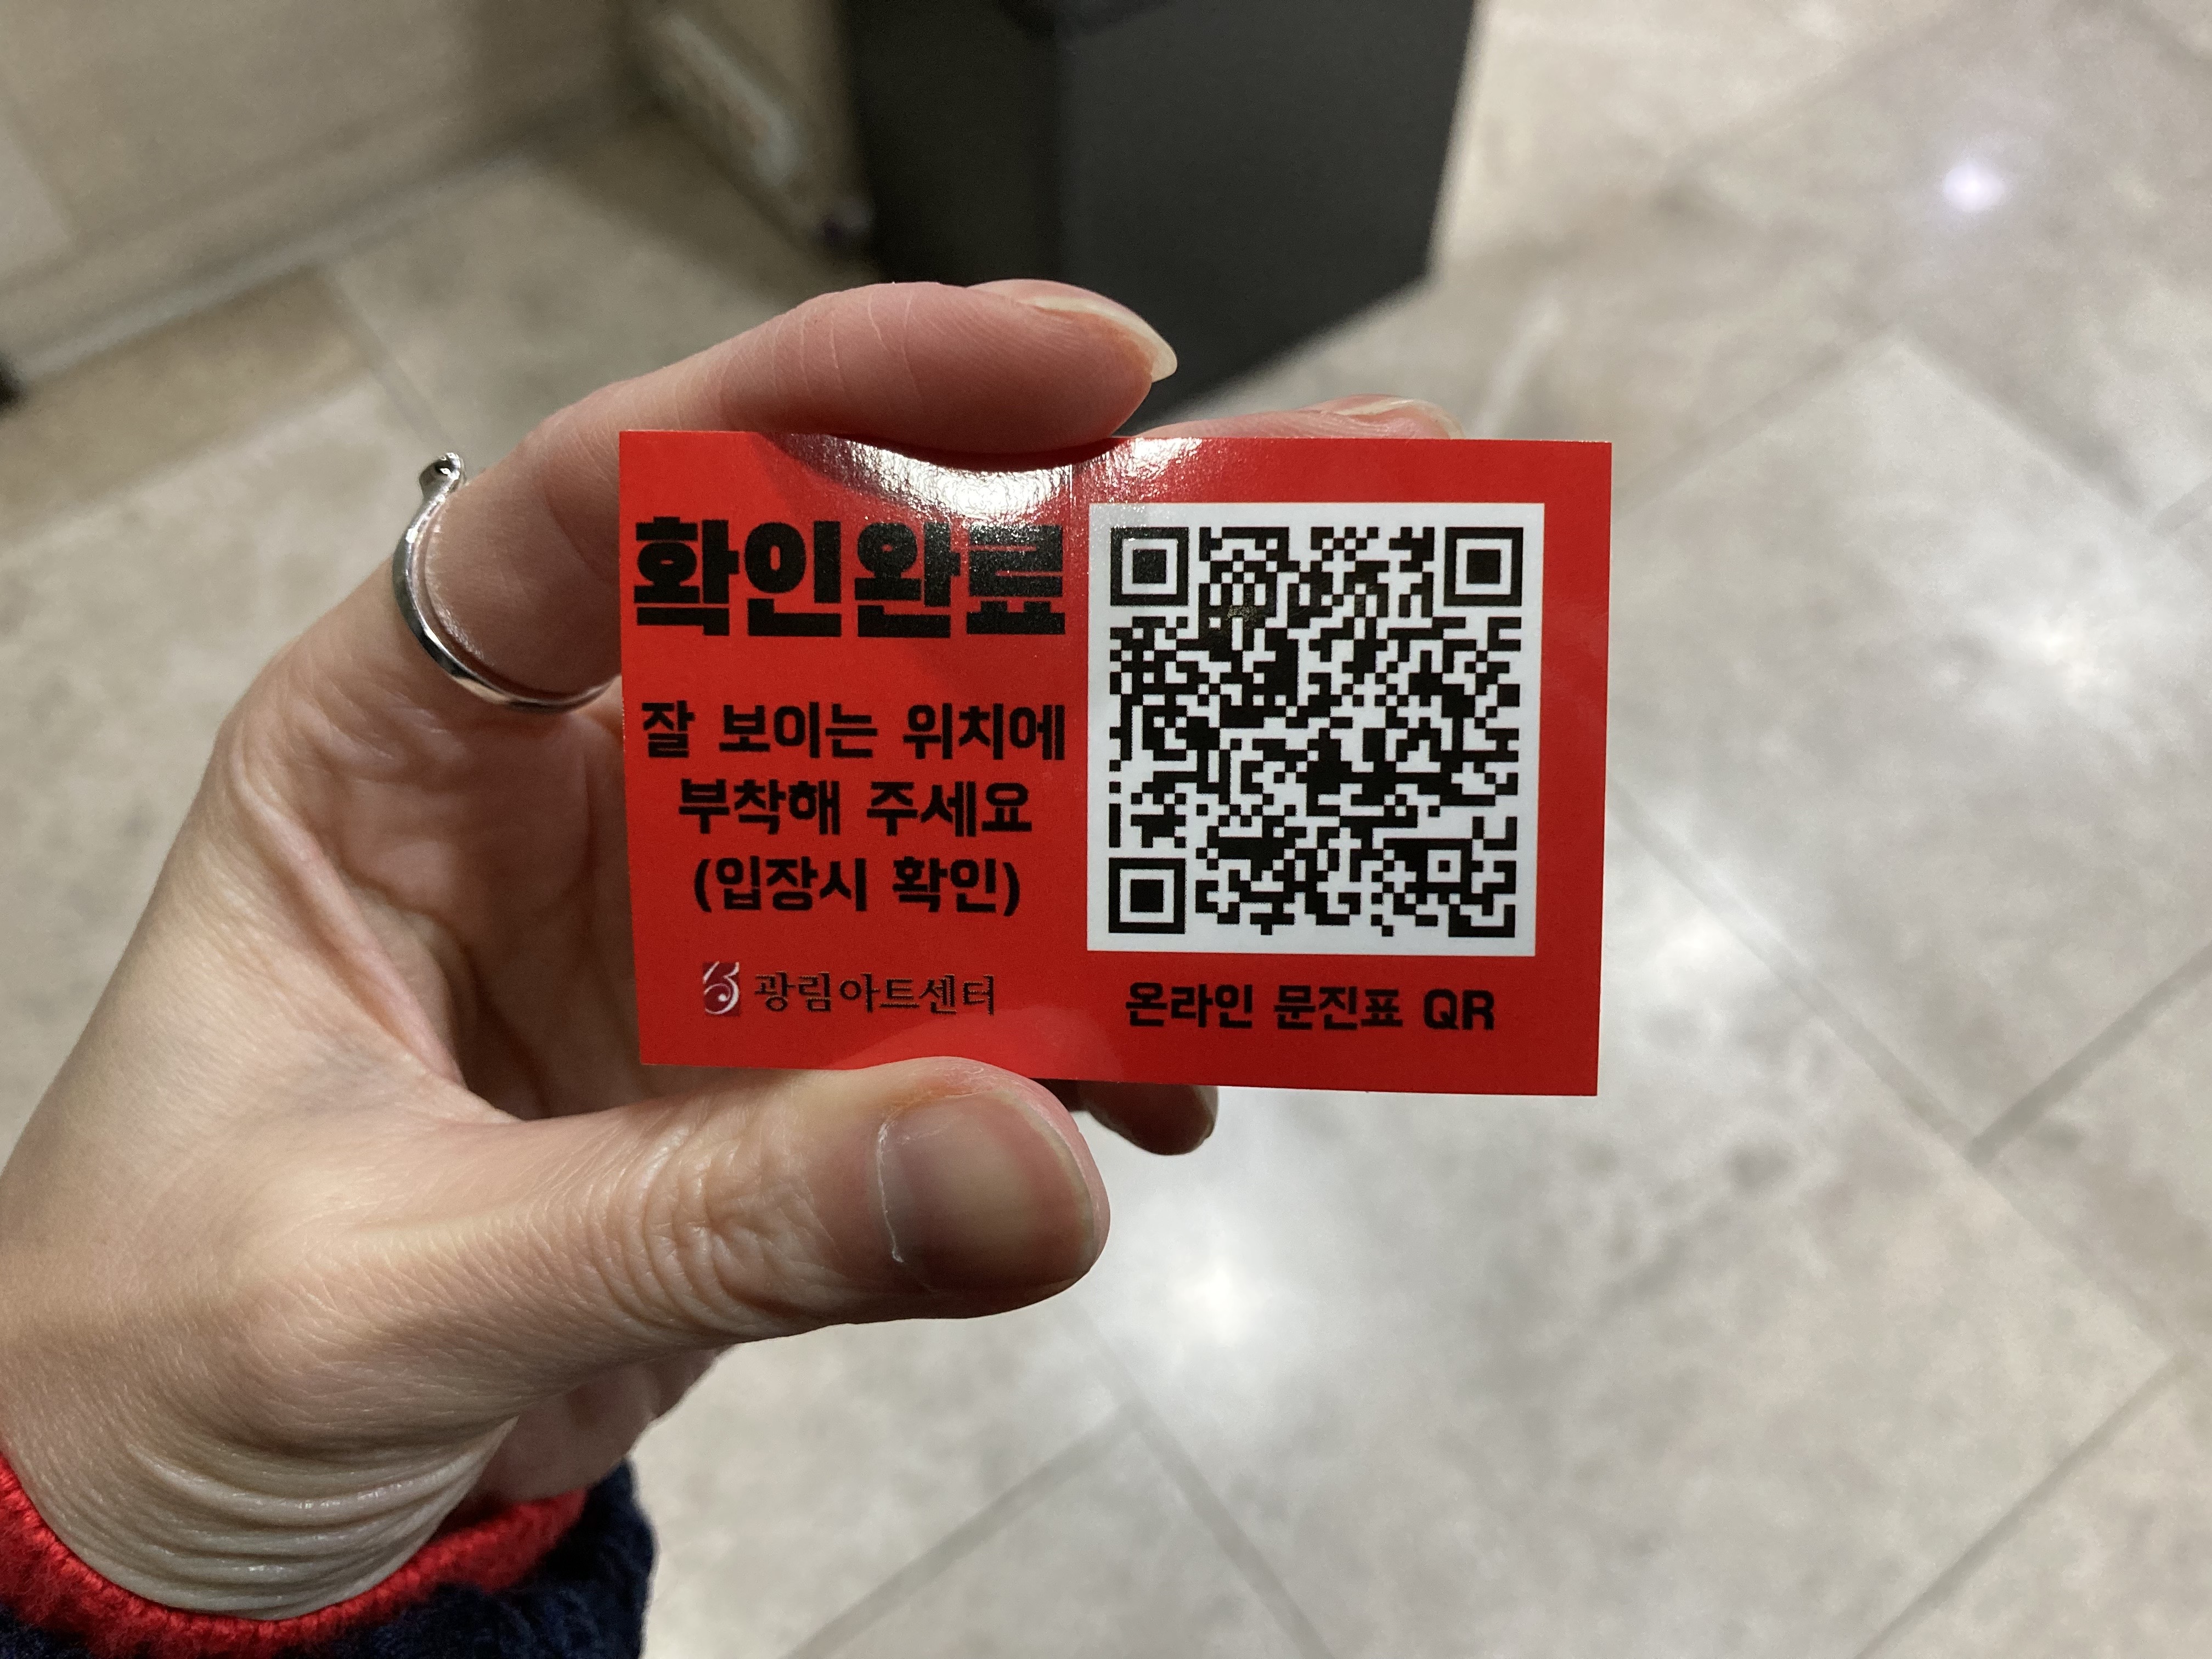 확인완료
잘 보이는 위치에
부착해 주세요
(입장시 확인)
광림아트센터
온라인 문진표 QR